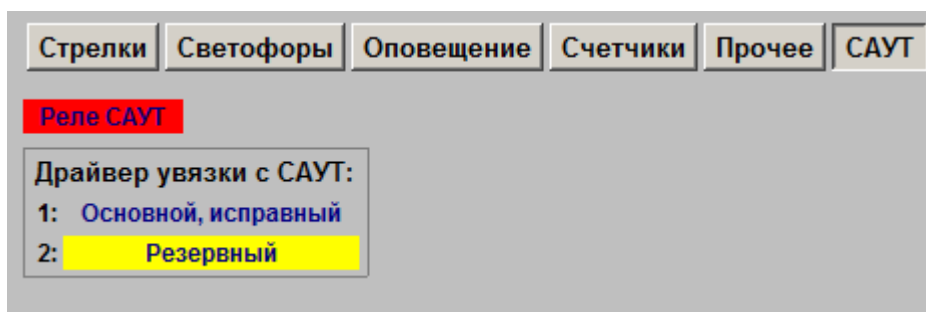 Стрелки Светофоры Оповещение Счетчики Прочее САУТ
Реле САУТ
Драйвер увязки с САУТ:
1: Основной, исправный
2: Резервный